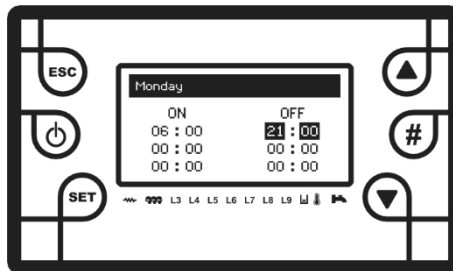 ESC
Monday
ON OFF
06 : 00 21 : 00
00 : 00 00 : 00
00 : 00 00 : 00
#
SET
L3 L4 L5 L6 L7 L8 L9